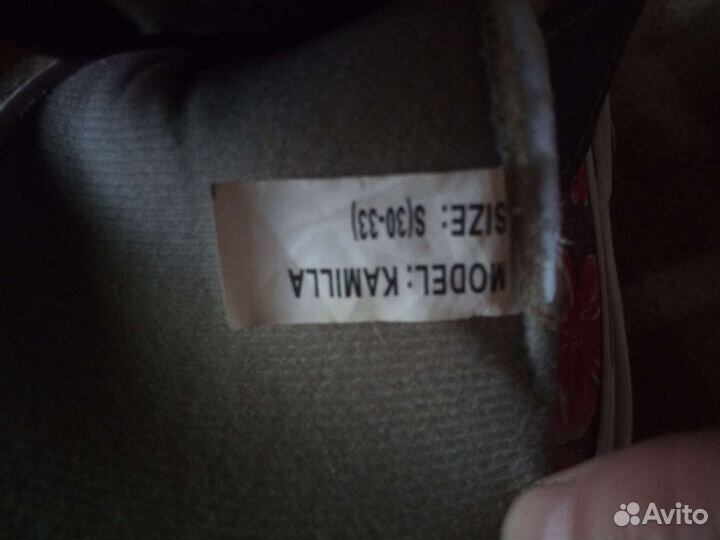 MODEL: KAMILLA
SIZE: S(30-33)
Avito